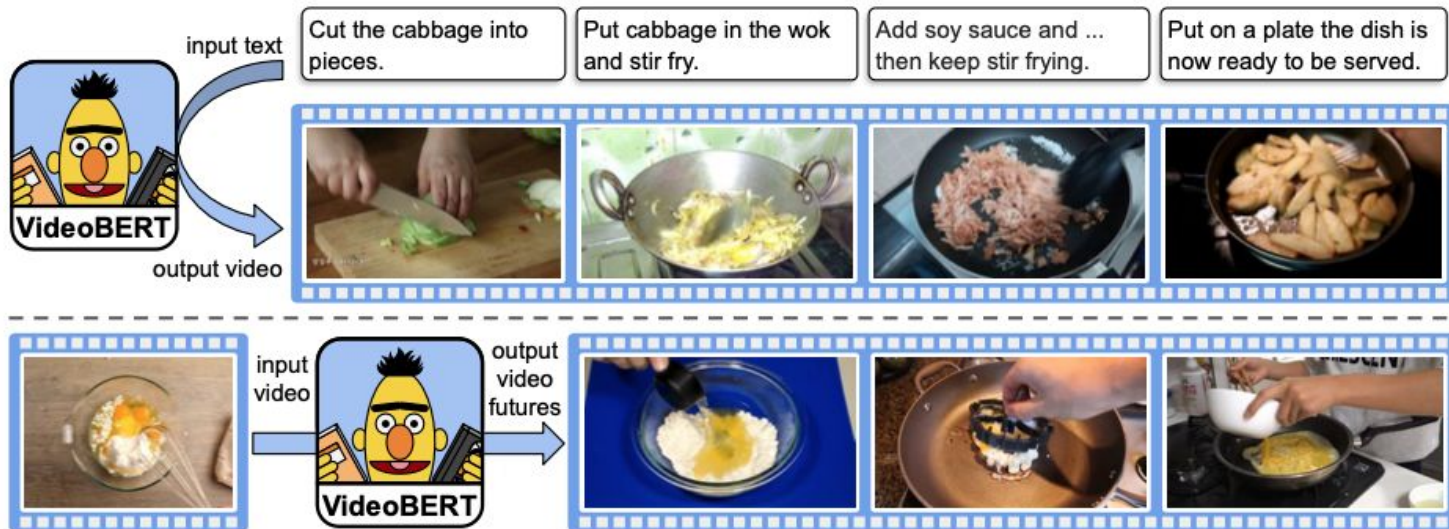 input text
Cut the cabbage into
pieces.
Put cabbage in the wok
and stir fry.
Add soy sauce and ...
then keep stir frying.
Put on a plate the dish is
now ready to be served.
VideoBERT
output video
input
video
VideoBERT
output
video
futures